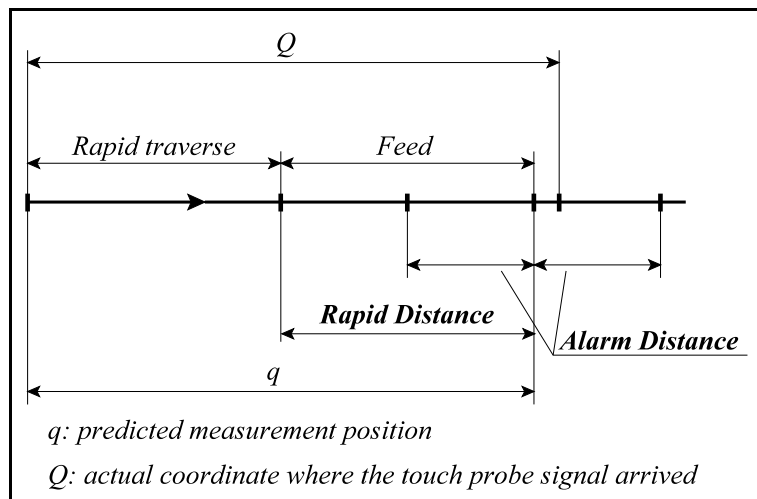 Q
Rapid traverse
Feed
Rapid Distance
Alarm Distance
q
q: predicted measurement position
Q: actual coordinate where the touch probe signal arrived